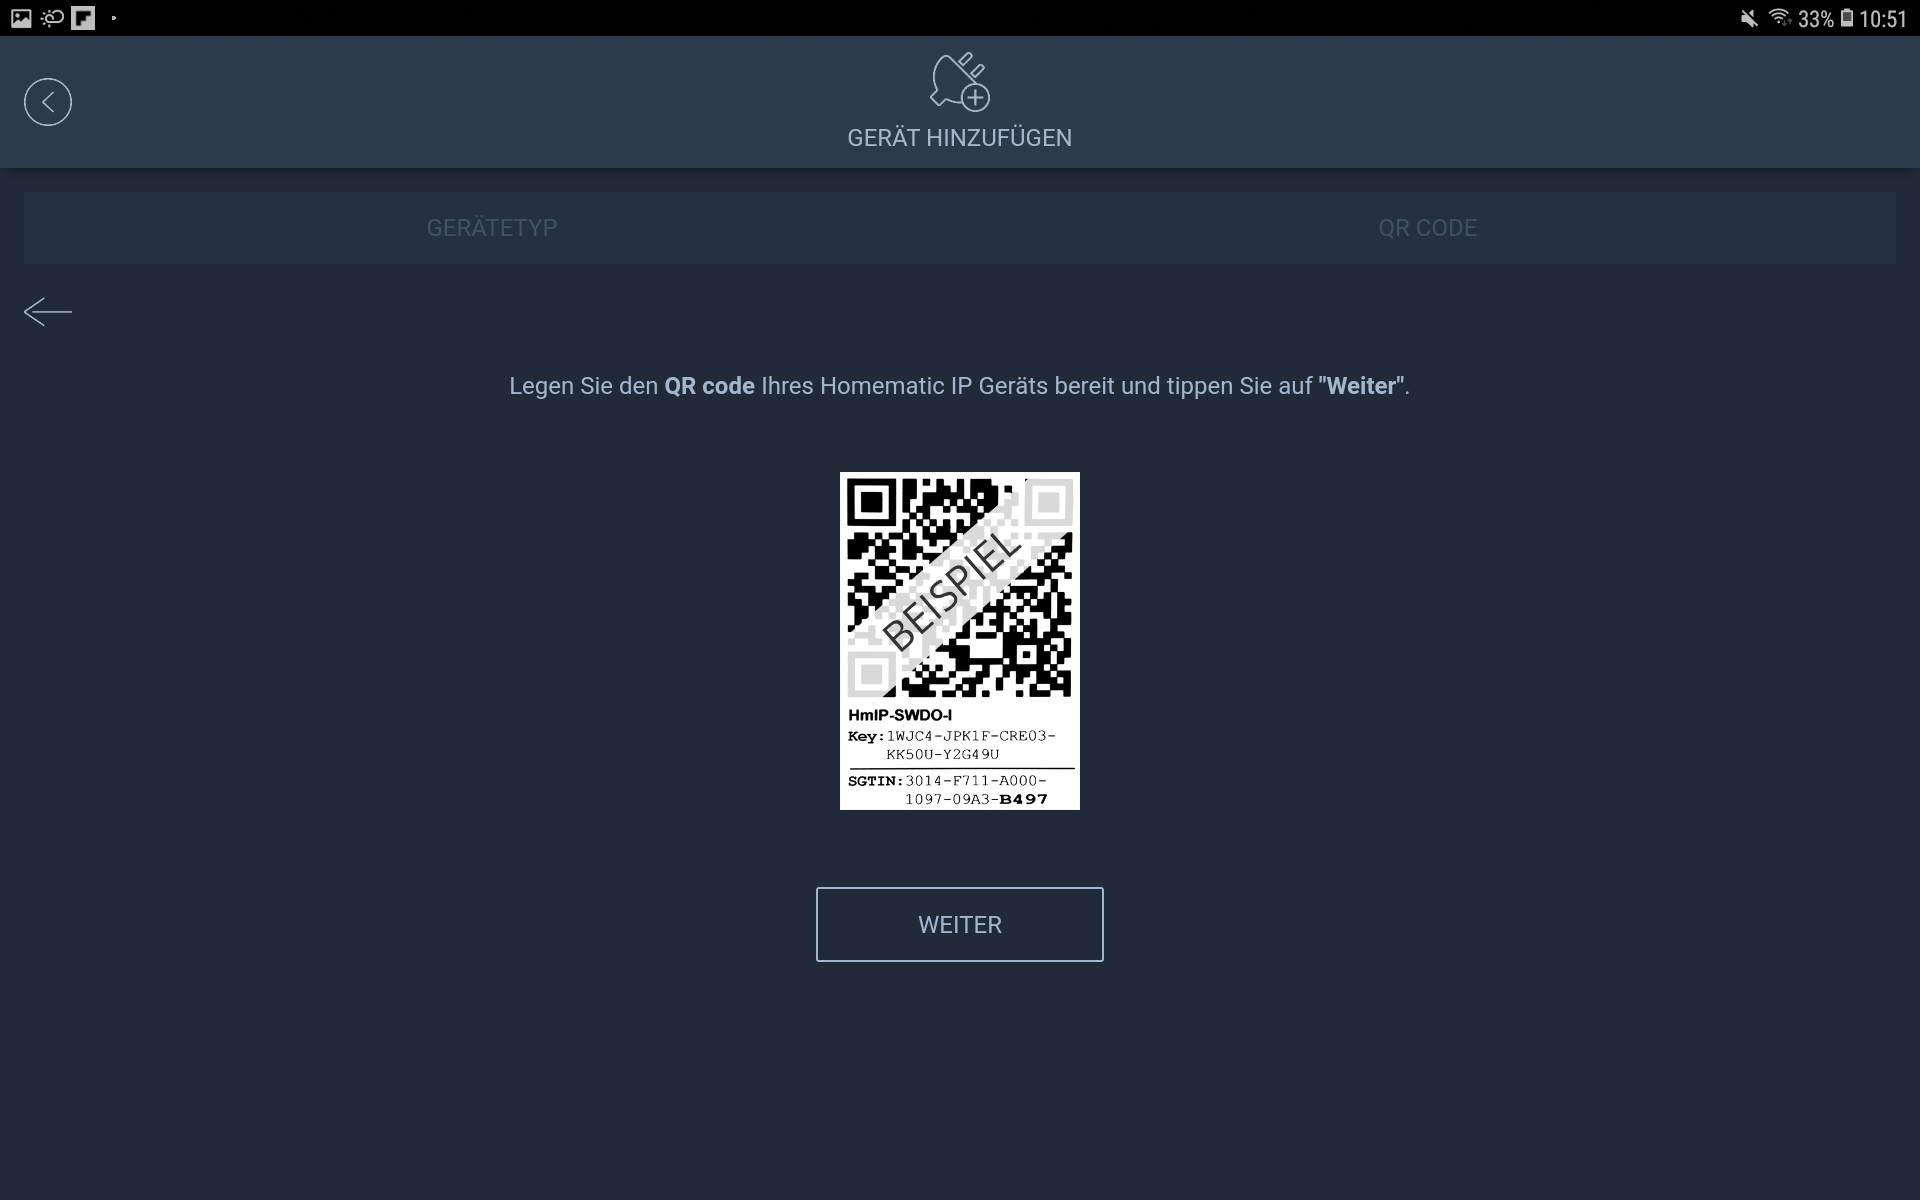 33% 10:51
GERÄT HINZUFÜGEN
GERÄTETYP QR CODE
Legen Sie den QR code Ihres Homematic IP Geräts bereit und tippen Sie auf "Weiter".
BEISPIEL
HmIP-SWDO-I
Key:1WJC4-JPK1F-CRE03-
KK50U-Y2G49U
SGTIN:3014-F711-A000-
1097-09A3-B497
WEITER